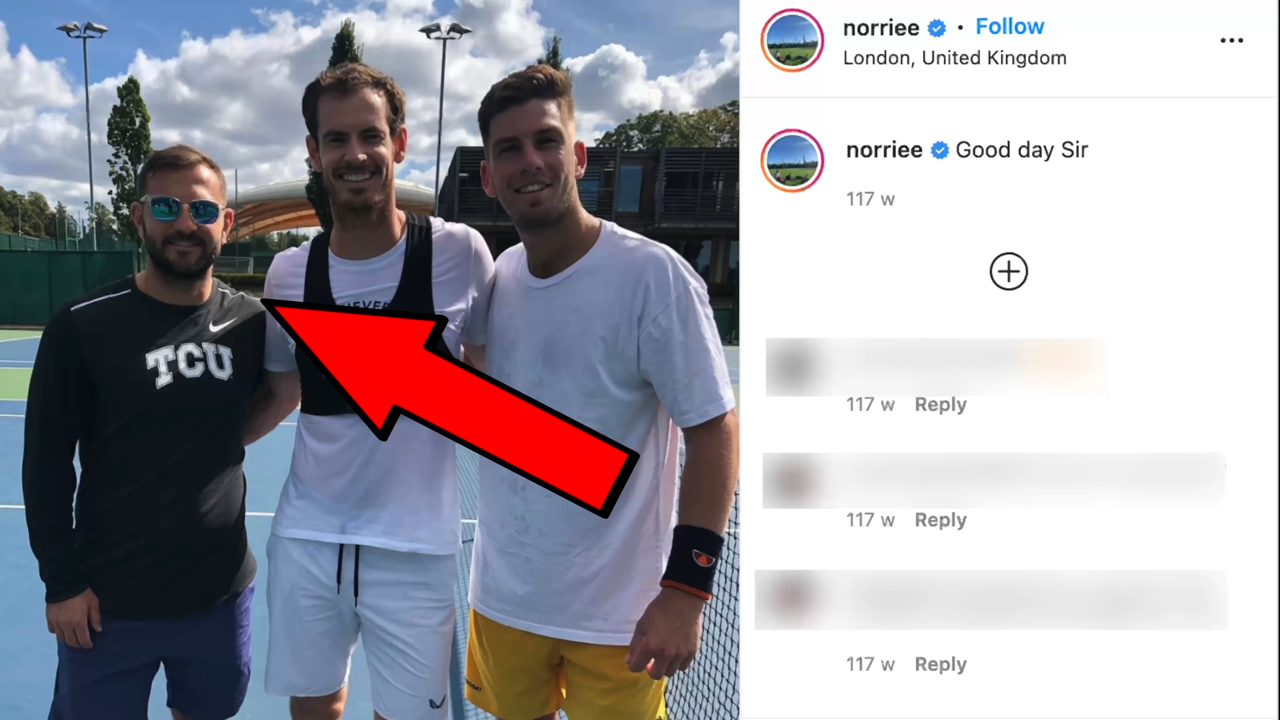 TCU
norriee • Follow
London, United Kingdom
norriee Good day Sir
117 w
117 w Reply
117 w Reply
117 w Reply